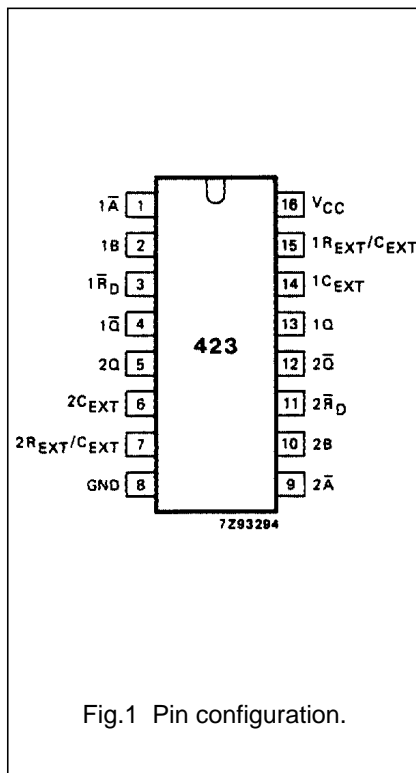 1A̅ 1 16 VCC
1B 2 15 1REXT/CEXT
1R̅D 3 14 1CEXT
1Q̅ 4 423 13 1Q
2Q 5 12 2Q̅
2CEXT 6 11 2R̅D
2REXT/CEXT 7 10 2B
GND 8 9 2A̅
7Z93294
Fig.1 Pin configuration.